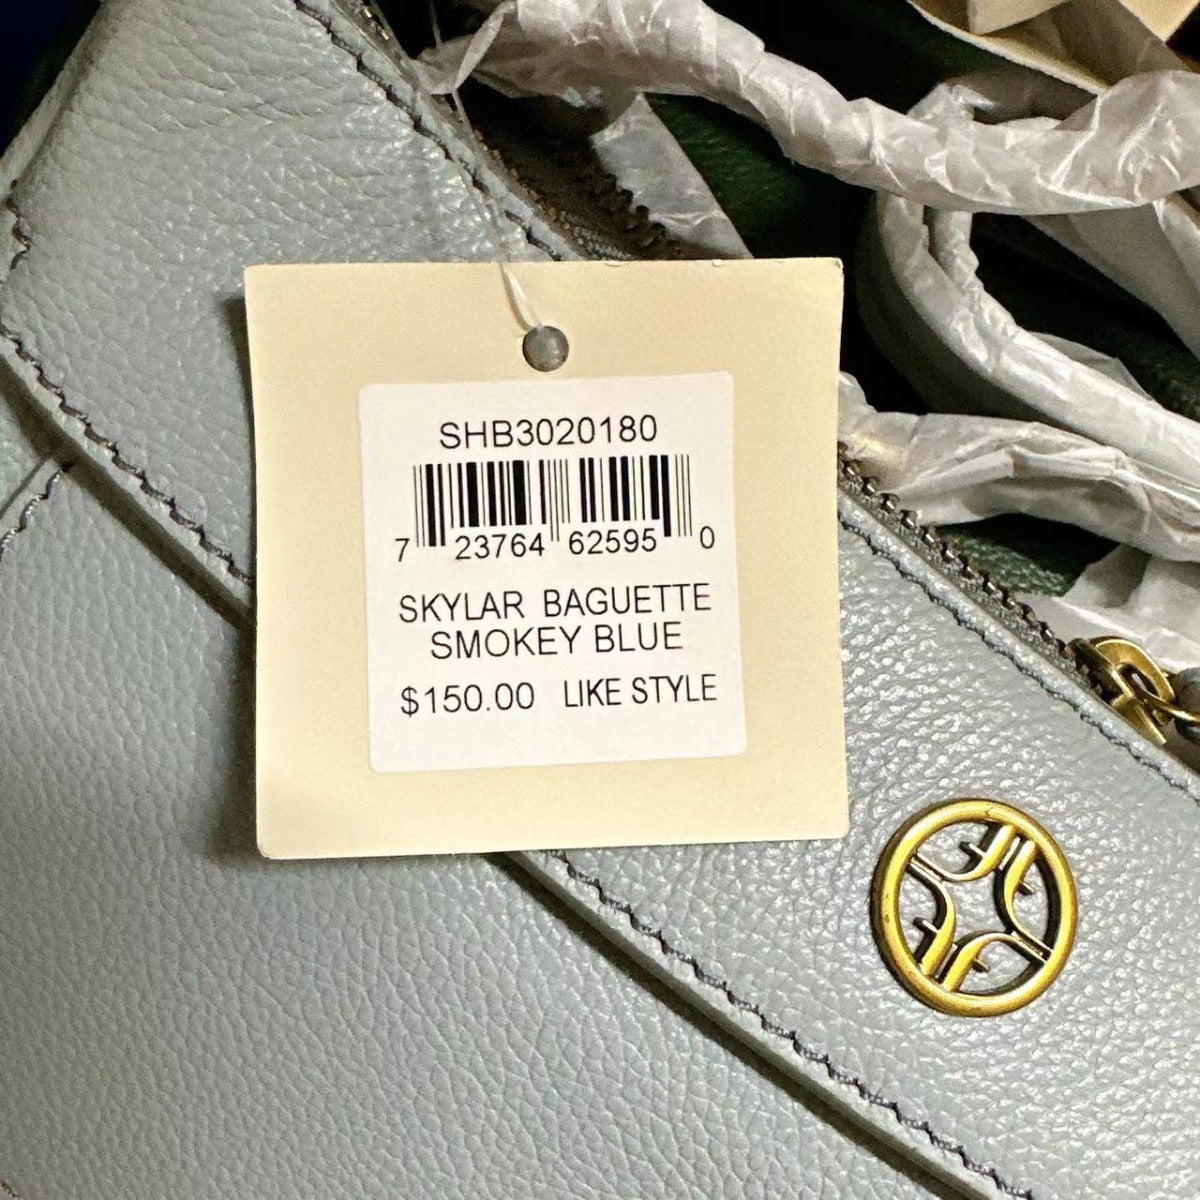 SHB3020180
7 23764 62595 0
SKYLAR BAGUETTE
SMOKEY BLUE
$150.00 LIKE STYLE